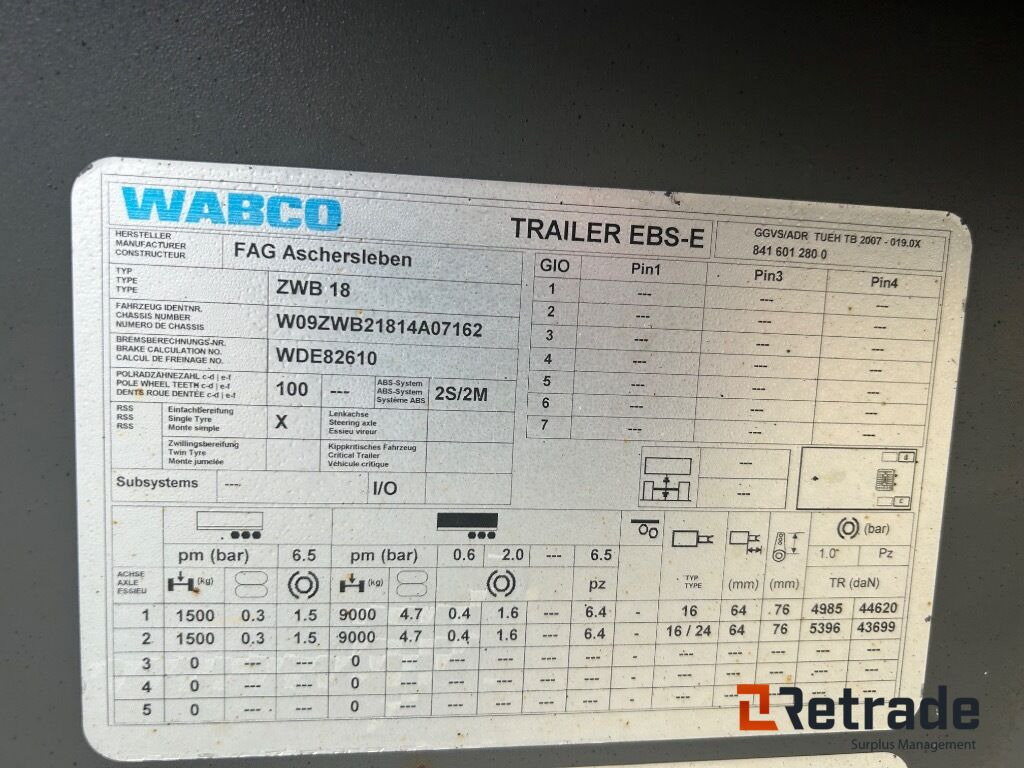 WABCO
TRAILER EBS-E
GGVS/ADR TUEH TB 2007 - 019.0X
841 601 280 0
HERSTELLER
MANUFACTURER
CONSTRUCTEUR
FAG Aschersleben
TYP
TYPE
TYPE
ZWB 18
FAHRZEUG IDENTNR.
CHASSIS NUMBER
NUMERO DE CHASSIS
W09ZWB21814A07162
BREMSBERECHNUNGS-NR.
BRAKE CALCULATION NO.
CALCUL DE FREINAGE NO.
WDE82610
POLRADZÄHNEZAHL c-d | e-f
POLE WHEEL TEETH c-d | e-f
DENTS ROUE DENTÉE c-d | e-f
100 ---
ABS-System
ABS-System
Système ABS
2S/2M
RSS
RSS
RSS
Einfachbereifung
Single Tyre
Monte simple
X
Lenkachse
Steering axle
Essieu vireur
Zwillingsbereifung
Twin Tyre
Monte jumelée
Kippkritisches Fahrzeug
Critical Trailer
Véhicule critique
Subsystems --- I/O
GIO Pin1 Pin3 Pin4
1 --- --- ---
2 --- --- ---
3 --- --- ---
4 --- --- ---
5 --- --- ---
6 --- --- ---
7 --- --- ---
---
---
d
c
pm (bar) 6.5 pm (bar) 0.6 2.0 --- 6.5
(bar)
1.0 Pz
ACHSE
AXLE
ESSIEU
(kg) (kg) pz
TYP
TYPE
(mm) (mm) TR (daN)
1 1500 0.3 1.5 9000 4.7 0.4 1.6 --- 6.4 - 16 64 76 4985 44620
2 1500 0.3 1.5 9000 4.7 0.4 1.6 --- 6.4 - 16 / 24 64 76 5396 43699
3 0 --- --- 0 --- --- --- --- --- - --- --- --- --- ---
4 0 --- --- 0 --- --- --- --- --- - --- --- --- ---
5 0 --- --- 0 --- --- --- --- --- - ---
Retrade
Surplus Management